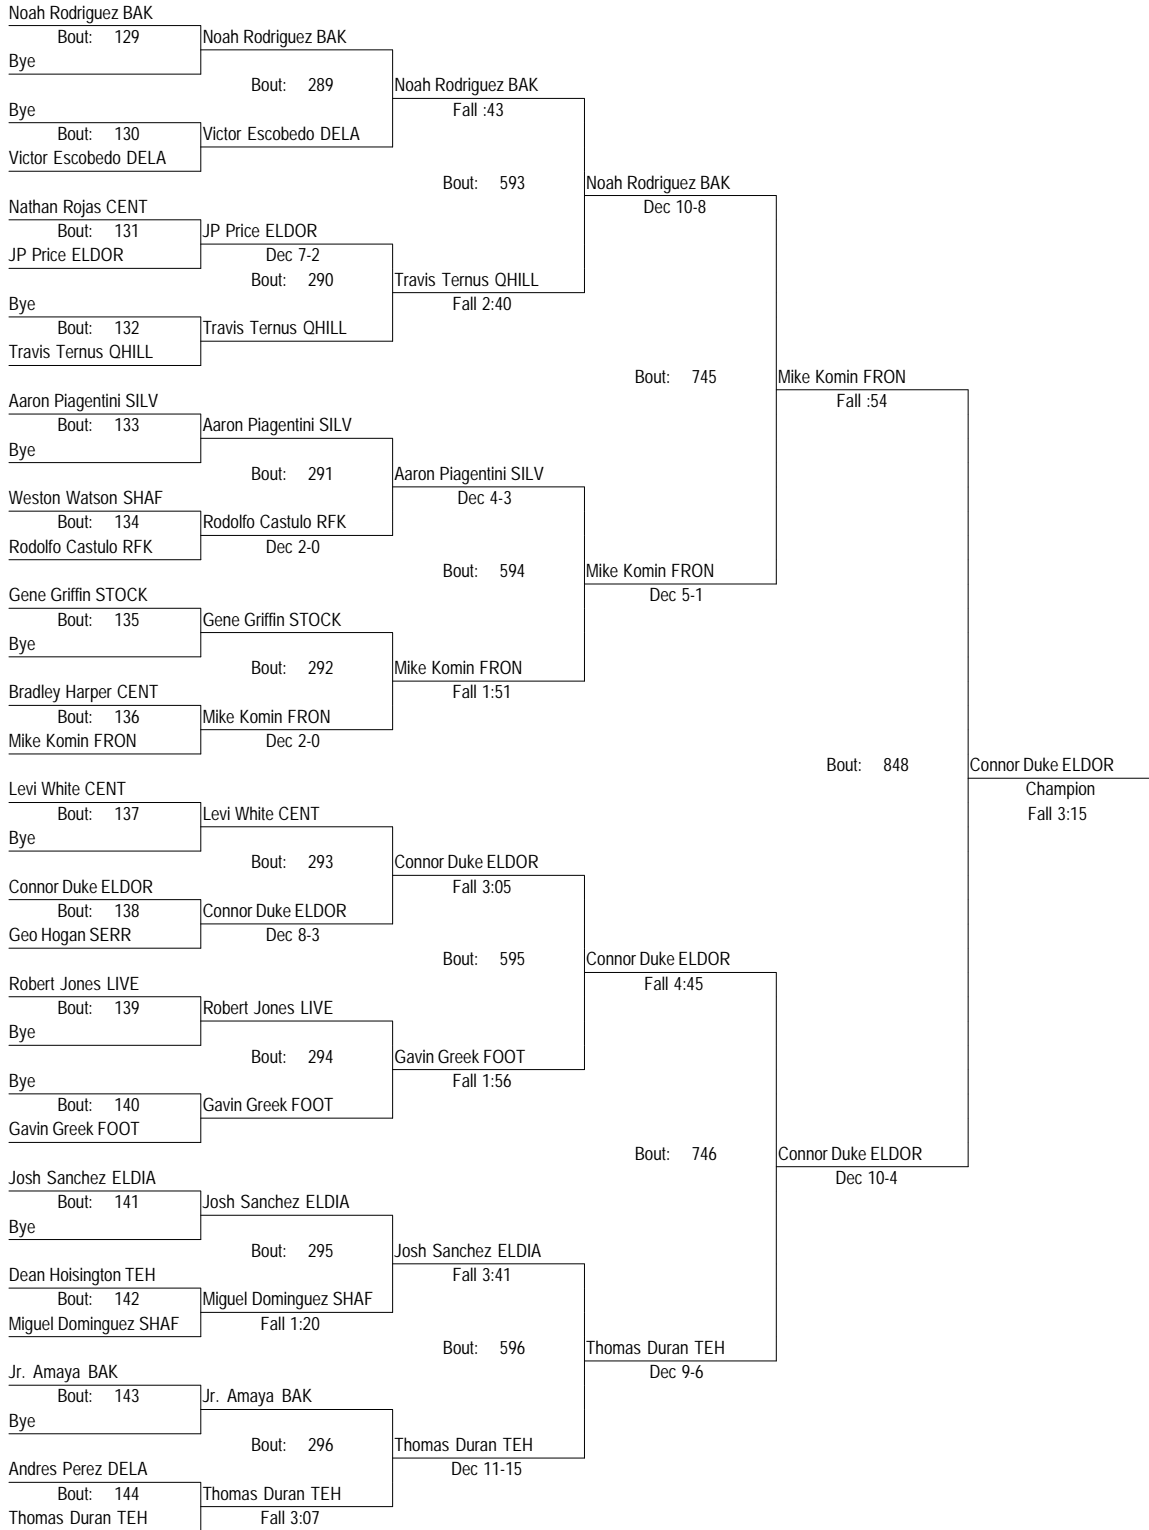 Noah Rodriguez BAK
Bout: 129 Noah Rodriguez BAK
Bye
Bout: 289 Noah Rodriguez BAK
Bye Fall :43
Bout: 130 Victor Escobedo DELA
Victor Escobedo DELA
Bout: 593 Noah Rodriguez BAK
Nathan Rojas CENT Dec 10-8
Bout: 131 JP Price ELDOR
JP Price ELDOR Dec 7-2
Bout: 290 Travis Ternus QHILL
Bye Fall 2:40
Bout: 132 Travis Ternus QHILL
Travis Ternus QHILL
Bout: 745 Mike Komin FRON
Aaron Piagentini SILV Fall :54
Bout: 133 Aaron Piagentini SILV
Bye
Bout: 291 Aaron Piagentini SILV
Weston Watson SHAF Dec 4-3
Bout: 134 Rodolfo Castulo RFK
Rodolfo Castulo RFK Dec 2-0
Bout: 594 Mike Komin FRON
Gene Griffin STOCK Dec 5-1
Bout: 135 Gene Griffin STOCK
Bye
Bout: 292 Mike Komin FRON
Bradley Harper CENT Fall 1:51
Bout: 136 Mike Komin FRON
Mike Komin FRON Dec 2-0
Bout: 848 Connor Duke ELDOR
Levi White CENT Champion
Bout: 137 Levi White CENT Fall 3:15
Bye
Bout: 293 Connor Duke ELDOR
Connor Duke ELDOR Fall 3:05
Bout: 138 Connor Duke ELDOR
Geo Hogan SERR Dec 8-3
Bout: 595 Connor Duke ELDOR
Robert Jones LIVE Fall 4:45
Bout: 139 Robert Jones LIVE
Bye
Bout: 294 Gavin Greek FOOT
Bye Fall 1:56
Bout: 140 Gavin Greek FOOT
Gavin Greek FOOT
Bout: 746 Connor Duke ELDOR
Josh Sanchez ELDIA Dec 10-4
Bout: 141 Josh Sanchez ELDIA
Bye
Bout: 295 Josh Sanchez ELDIA
Dean Hoisington TEH Fall 3:41
Bout: 142 Miguel Dominguez SHAF
Miguel Dominguez SHAF Fall 1:20
Bout: 596 Thomas Duran TEH
Jr. Amaya BAK Dec 9-6
Bout: 143 Jr. Amaya BAK
Bye
Bout: 296 Thomas Duran TEH
Andres Perez DELA Dec 11-15
Bout: 144 Thomas Duran TEH
Thomas Duran TEH Fall 3:07